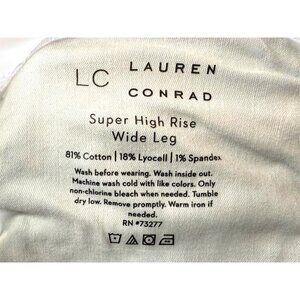 LC LAUREN
CONRAD
Super High Rise
Wide Leg
81% Cotton | 18% Lyocell | 1% Spandex
Wash before wearing. Wash inside out.
Machine wash cold with like colors. Only
non-chlorine bleach when needed. Tumble
dry low. Remove promptly. Warm iron if
needed.
RN #73277